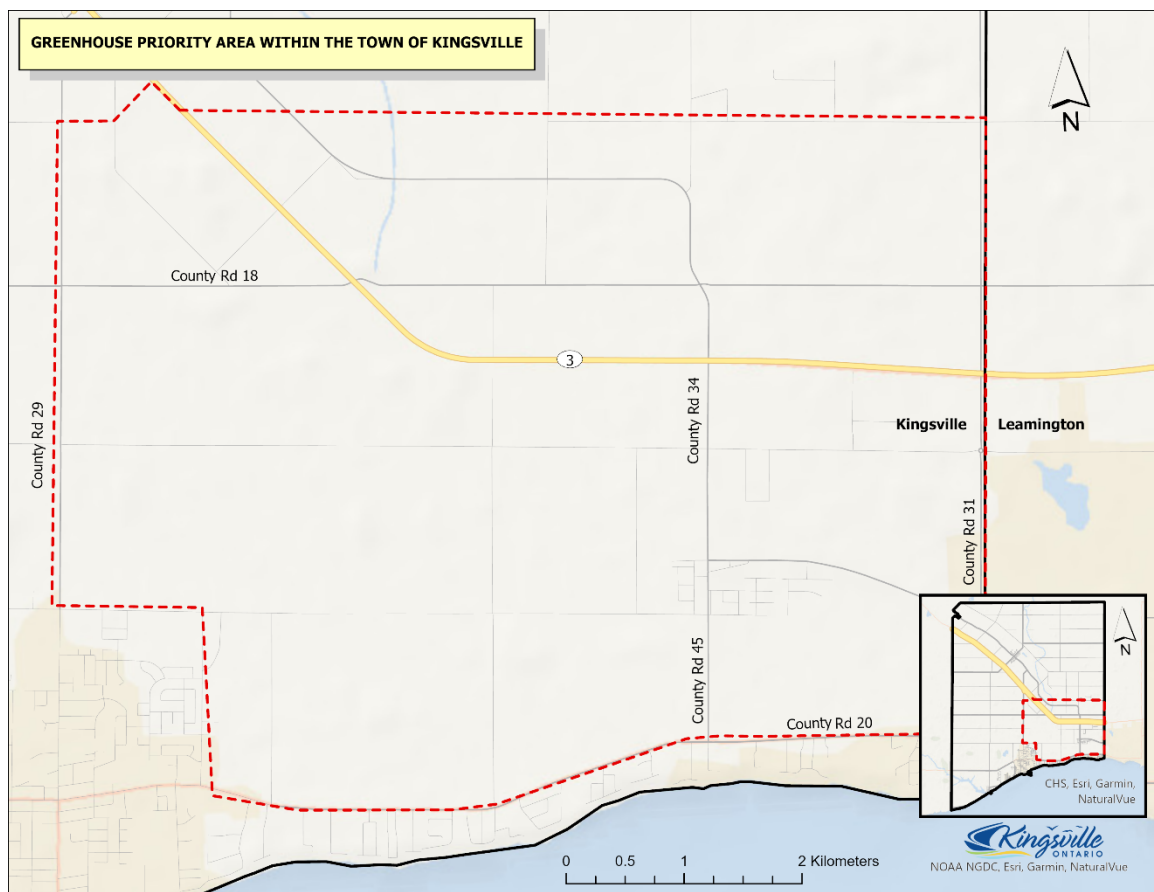 GREENHOUSE PRIORITY AREA WITHIN THE TOWN OF KINGSVILLE
N
County Rd 18
3
County Rd 29
County Rd 34
Kingsville
Leamington
County Rd 31
County Rd 45
County Rd 20
N
CHS, Esri, Garmin,
NaturalVue
Kingsville
ONTARIO
0 0.5 1 2 Kilometers
NOAA NGDC, Esri, Garmin, NaturalVue